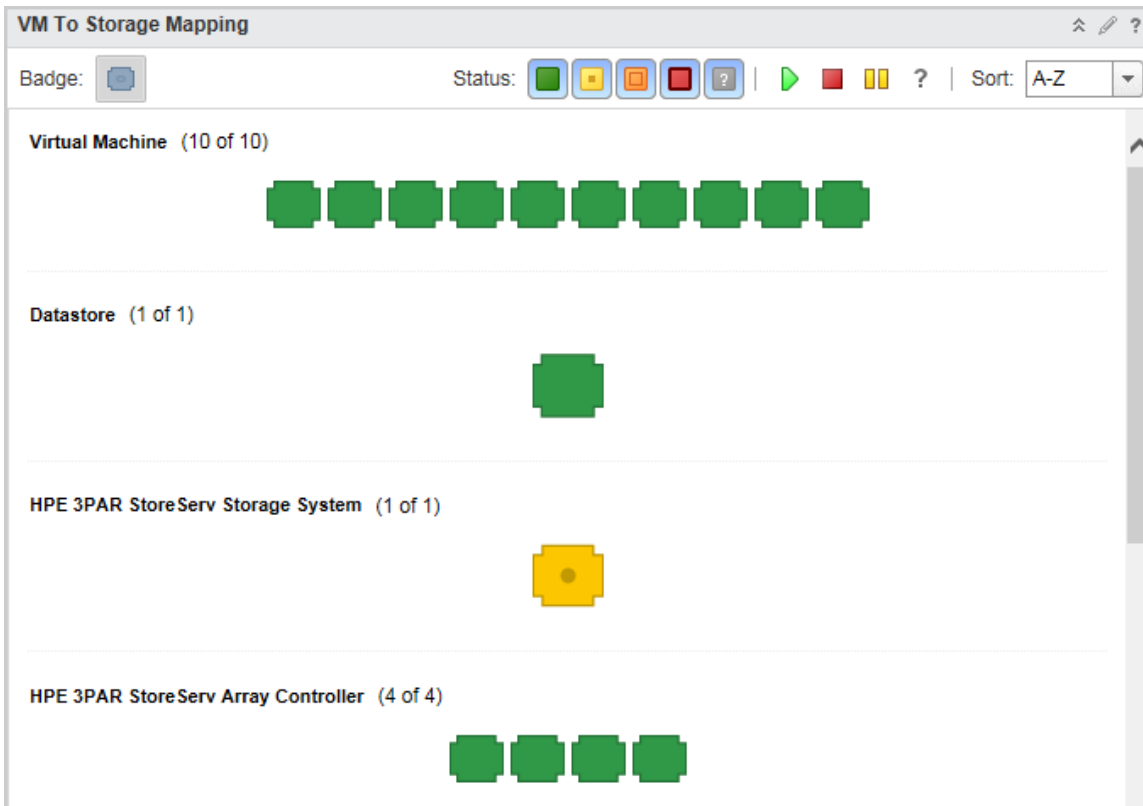 VM To Storage Mapping ?
Badge: Status: ? ? Sort: A-Z
Virtual Machine (10 of 10)
Datastore (1 of 1)
HPE 3PAR StoreServ Storage System (1 of 1)
HPE 3PAR StoreServ Array Controller (4 of 4)